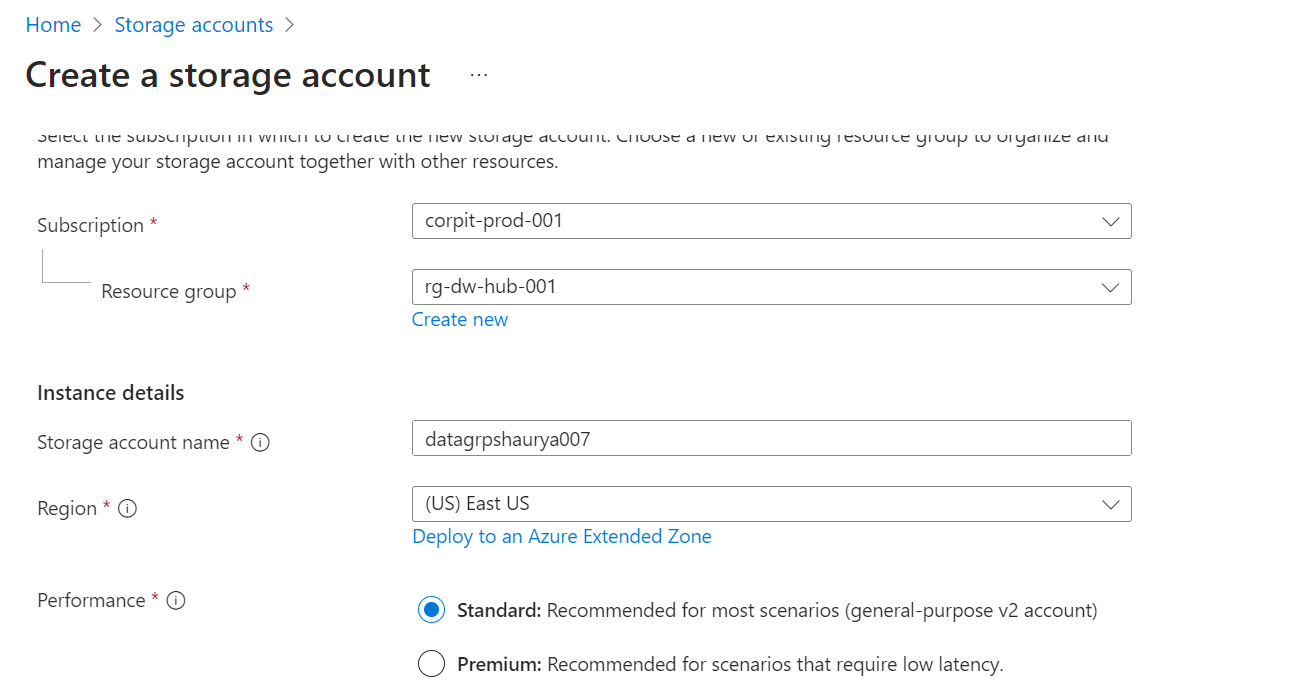 Home > Storage accounts >
Create a storage account ...
Select the subscription in which to create the new storage account. Choose a new or existing resource group to organize and
manage your storage account together with other resources.
Subscription *
corpit-prod-001
Resource group *
rg-dw-hub-001
Create new
Instance details
Storage account name *
datagrpshaurya007
Region *
(US) East US
Deploy to an Azure Extended Zone
Performance *
Standard: Recommended for most scenarios (general-purpose v2 account)
Premium: Recommended for scenarios that require low latency.